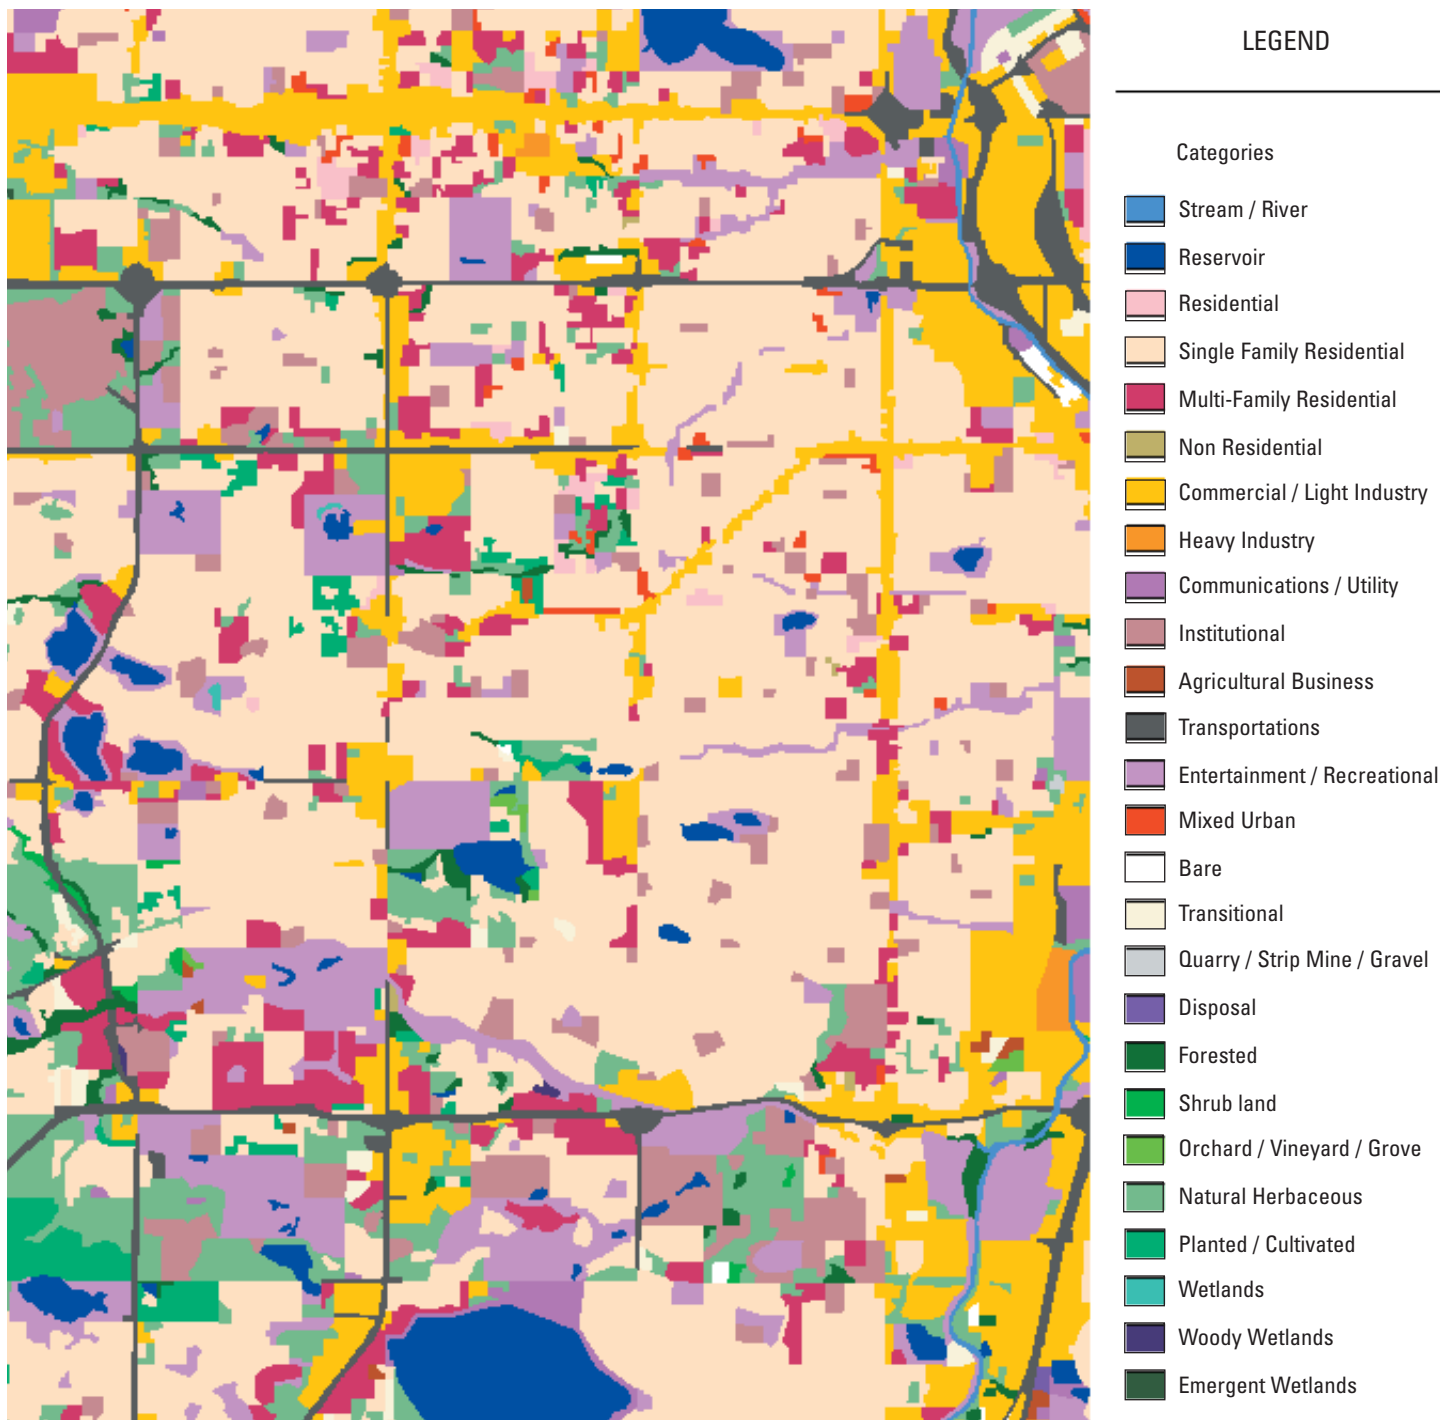 LEGEND
Categories
Stream / River
Reservoir
Residential
Single Family Residential
Multi-Family Residential
Non Residential
Commercial / Light Industry
Heavy Industry
Communications / Utility
Institutional
Agricultural Business
Transportations
Entertainment / Recreational
Mixed Urban
Bare
Transitional
Quarry / Strip Mine / Gravel
Disposal
Forested
Shrub land
Orchard / Vineyard / Grove
Natural Herbaceous
Planted / Cultivated
Wetlands
Woody Wetlands
Emergent Wetlands